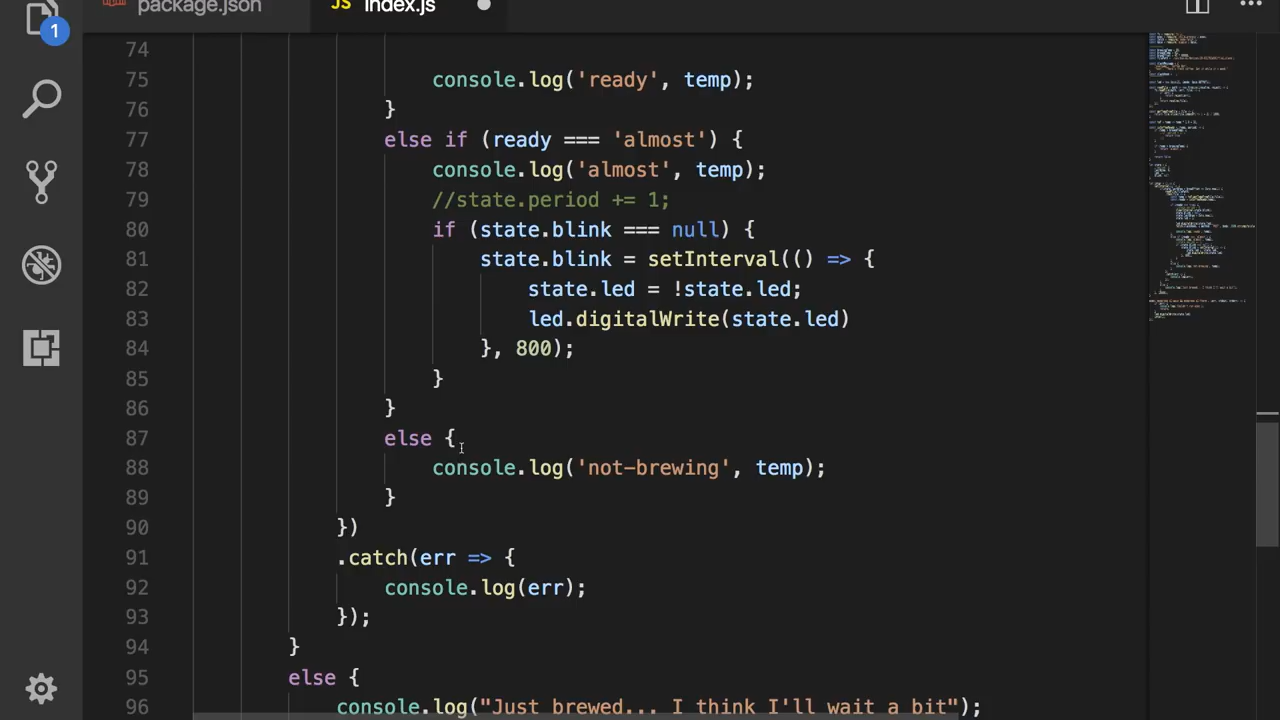 package.json
JS index.js
1
74
75 console.log('ready', temp);
76 }
77 else if (ready === 'almost') {
78 console.log('almost', temp);
79 //state.period += 1;
80 if (state.blink === null) {
81 state.blink = setInterval(() => {
82 state.led = !state.led;
83 led.digitalWrite(state.led)
84 }, 800);
85 }
86 }
87 else {
88 console.log('not-brewing', temp);
89 }
90 })
91 .catch(err => {
92 console.log(err);
93 });
94 }
95 else {
96 console.log("Just brewed... I think I'll wait a bit");